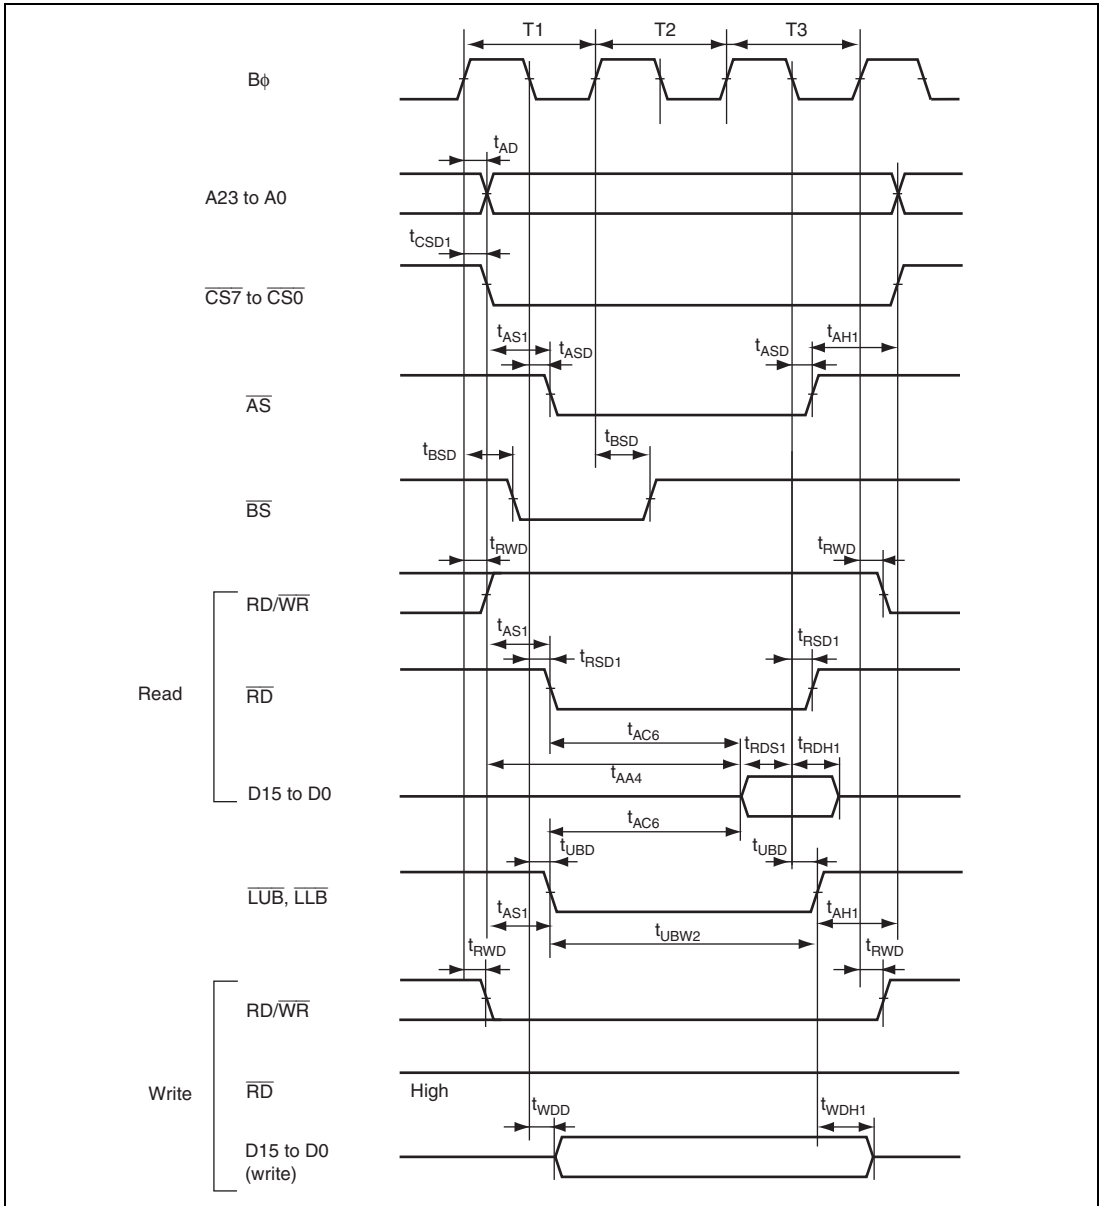 T1 T2 T3
Bϕ
tAD
A23 to A0
tCSD1
CS7 to CS0
tAS1 tASD tASD tAH1
AS
tBSD tBSD
BS
tRWD tRWD
RD/WR
tAS1 tRSD1 tRSD1
Read
RD
tAC6 tRDS1 tRDH1
tAA4
D15 to D0
tAC6
tUBD tUBD
LUB, LLB
tAS1 tUBW2 tAH1
tRWD tRWD
RD/WR
Write
RD High
tWDD tWDH1
D15 to D0
(write)